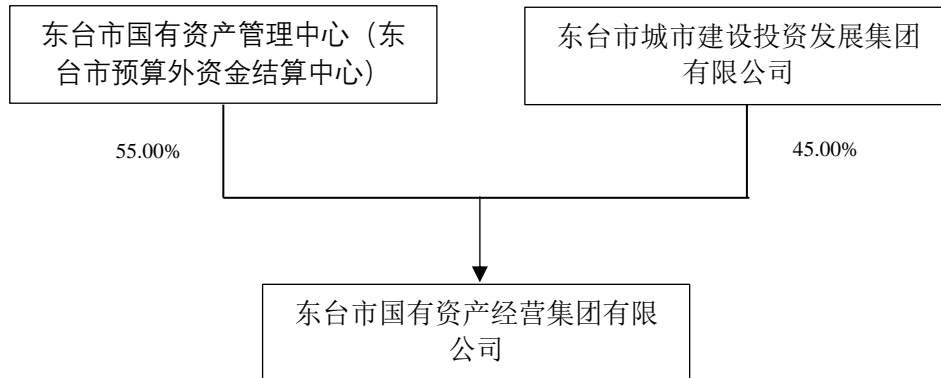 东台市国有资产管理中心（东
台市预算外资金结算中心）
东台市城市建设投资发展集团
有限公司
55.00%
45.00%
东台市国有资产经营集团有限
公司